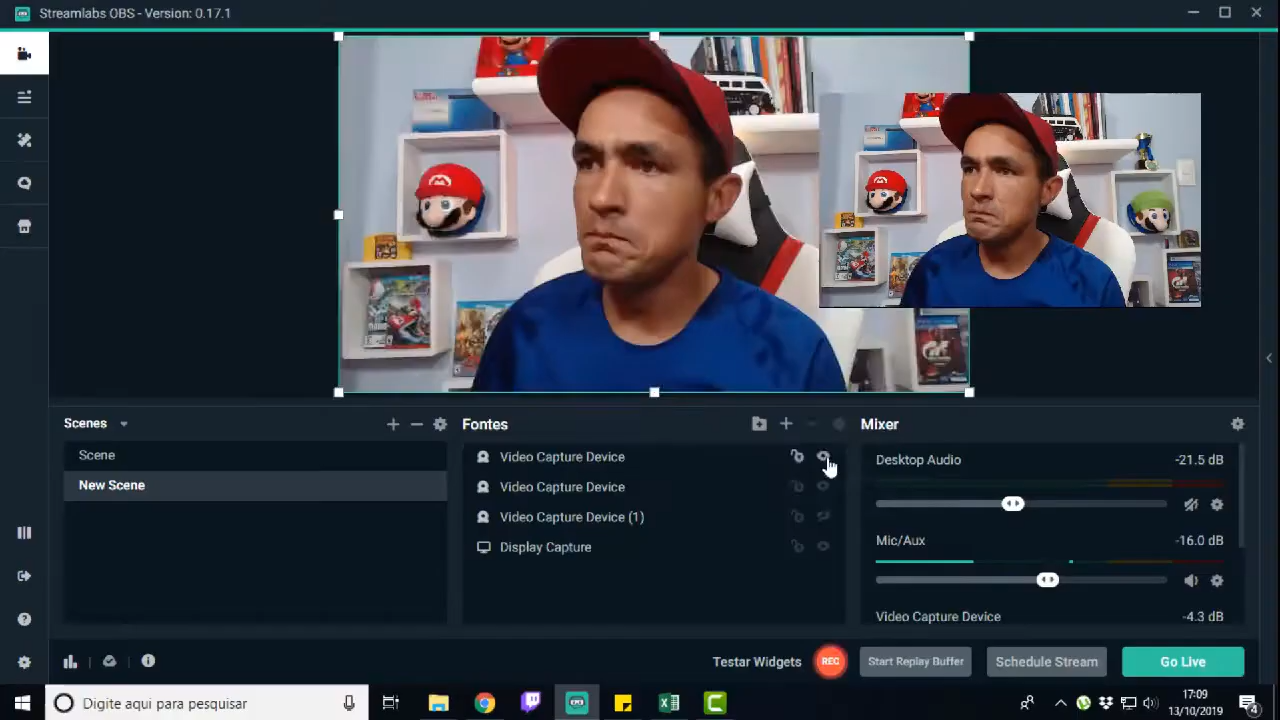 Streamlabs OBS - Version: 0.17.1
Scenes
Scene
New Scene
Fontes
Video Capture Device
Video Capture Device
Video Capture Device (1)
Display Capture
Mixer
Desktop Audio -21.5 dB
Mic/Aux -16.0 dB
Video Capture Device -4.3 dB
Testar Widgets REC Start Replay Buffer Schedule Stream Go Live
Digite aqui para pesquisar
17:09
13/10/2019
4